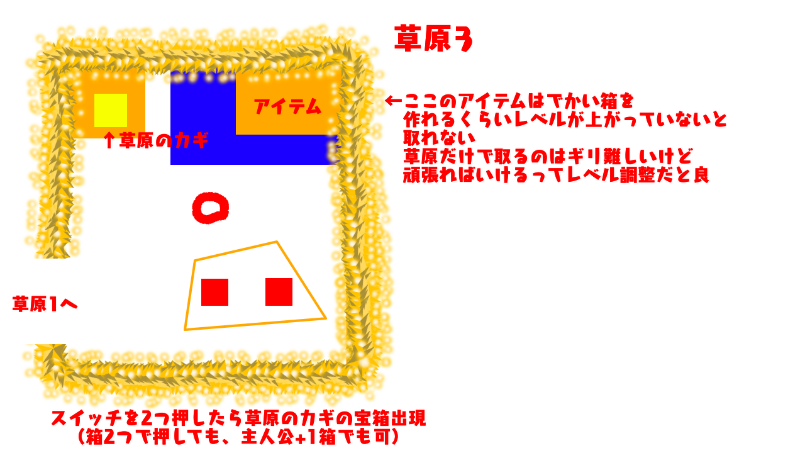 草原3
アイテム
←ここのアイテムはでかい箱を
作れるくらいレベルが上がっていないと
取れない
草原だけで取るのはギリ難しいけど
頑張ればいけるってレベル調整だと良
↑草原のカギ
草原1へ
スイッチを2つ押したら草原のカギの宝箱出現
（箱2つで押しても、主人公+1箱でも可）